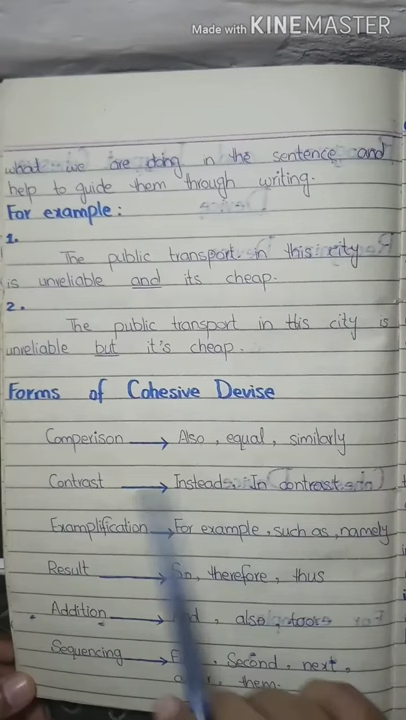 Made with KINEMASTER
what we are doing in the sentence and
help to guide them through writing.
For example:
1.
The public transport in this city
is unreliable and its cheap.
2.
The public transport in this city is
unreliable but it's cheap.
Forms of Cohesive Devise
Comparison → Also, equal, similarly
Contrast → Instead, In contrast
Examplification → For example, such as, namely
Result → So, therefore, thus
Addition → And, also, too
Sequencing → Second, next,
them.